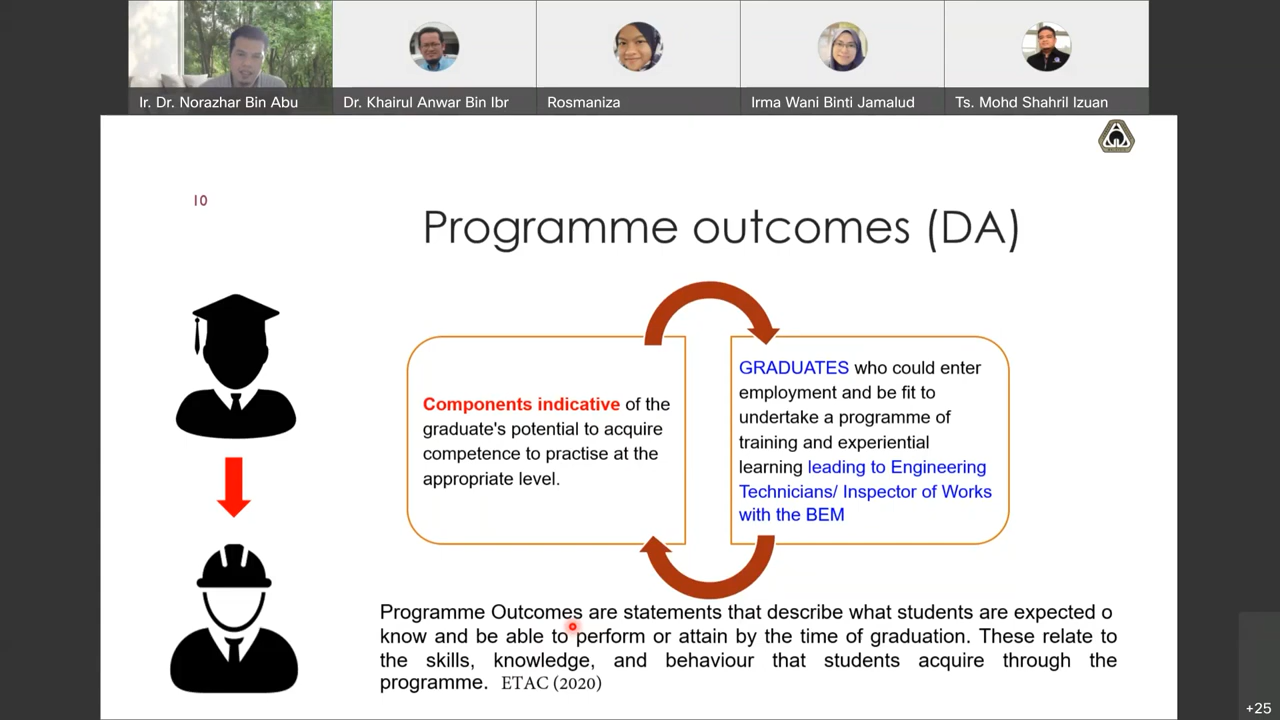 Ir. Dr. Norazhar Bin Abu
Dr. Khairul Anwar Bin Ibr
Rosmaniza
Irma Wani Binti Jamalud
Ts. Mohd Shahril Izuan
10
Programme outcomes (DA)
Components indicative of the
graduate's potential to acquire
competence to practise at the
appropriate level.
GRADUATES who could enter
employment and be fit to
undertake a programme of
training and experiential
learning leading to Engineering
Technicians/ Inspector of Works
with the BEM
Programme Outcomes are statements that describe what students are expected o
know and be able to perform or attain by the time of graduation. These relate to
the skills, knowledge, and behaviour that students acquire through the
programme. ETAC (2020)
+25